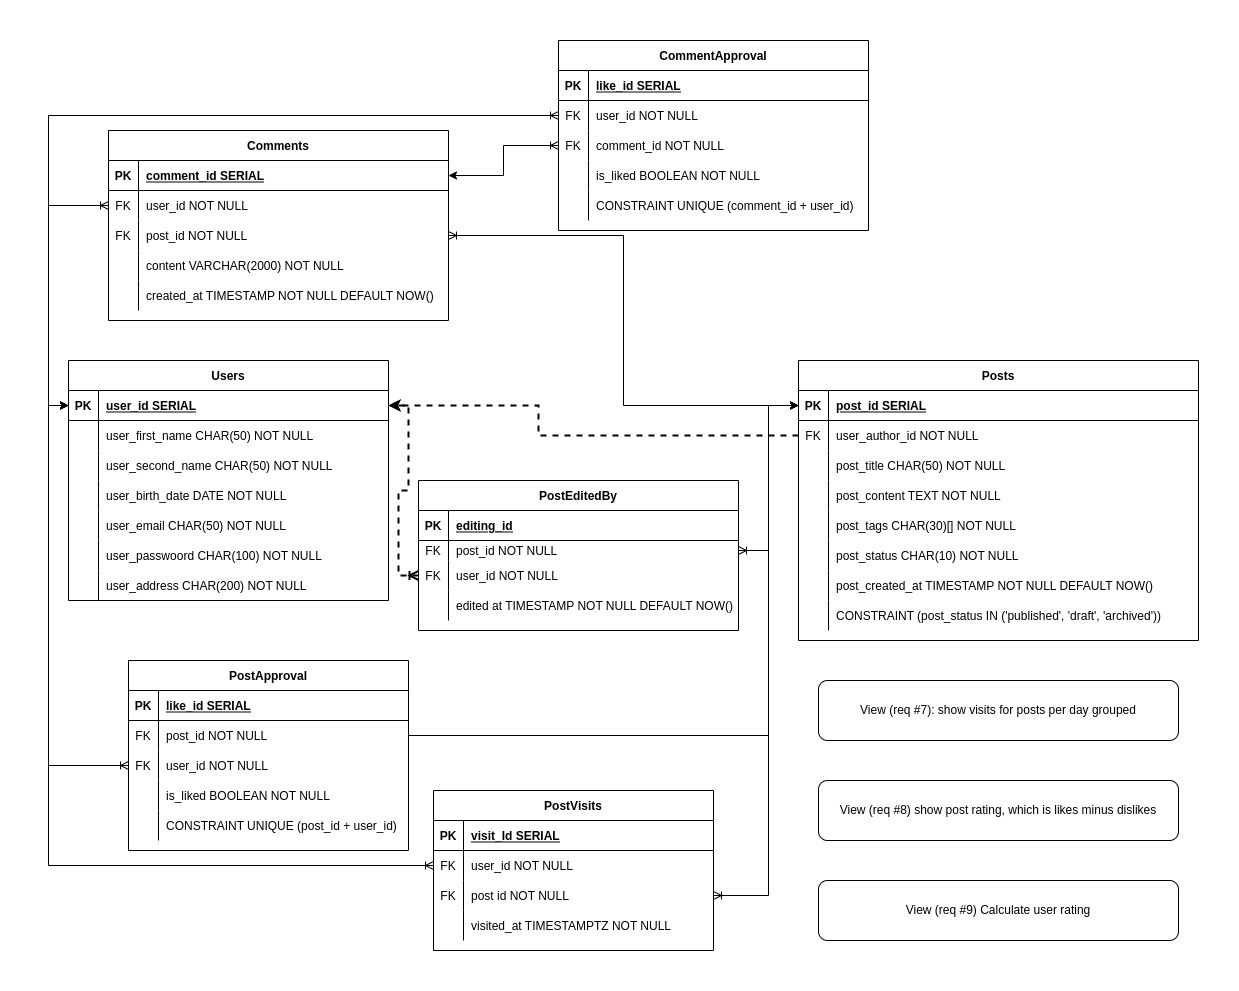 CommentApproval
PK like_id SERIAL
FK user_id NOT NULL
FK comment_id NOT NULL
is_liked BOOLEAN NOT NULL
CONSTRAINT UNIQUE (comment_id + user_id)
Comments
PK comment_id SERIAL
FK user_id NOT NULL
FK post_id NOT NULL
content VARCHAR(2000) NOT NULL
created_at TIMESTAMP NOT NULL DEFAULT NOW()
Users
PK user_id SERIAL
user_first_name CHAR(50) NOT NULL
user_second_name CHAR(50) NOT NULL
user_birth_date DATE NOT NULL
user_email CHAR(50) NOT NULL
user_passwoord CHAR(100) NOT NULL
user_address CHAR(200) NOT NULL
Posts
PK post_id SERIAL
FK user_author_id NOT NULL
post_title CHAR(50) NOT NULL
post_content TEXT NOT NULL
post_tags CHAR(30)[] NOT NULL
post_status CHAR(10) NOT NULL
post_created_at TIMESTAMP NOT NULL DEFAULT NOW()
CONSTRAINT (post_status IN ('published', 'draft', 'archived'))
PostEditedBy
PK editing_id
FK post_id NOT NULL
FK user_id NOT NULL
edited at TIMESTAMP NOT NULL DEFAULT NOW()
PostApproval
PK like_id SERIAL
FK post_id NOT NULL
FK user_id NOT NULL
is_liked BOOLEAN NOT NULL
CONSTRAINT UNIQUE (post_id + user_id)
PostVisits
PK visit_Id SERIAL
FK user_id NOT NULL
FK post id NOT NULL
visited_at TIMESTAMPTZ NOT NULL
View (req #7): show visits for posts per day grouped
View (req #8) show post rating, which is likes minus dislikes
View (req #9) Calculate user rating